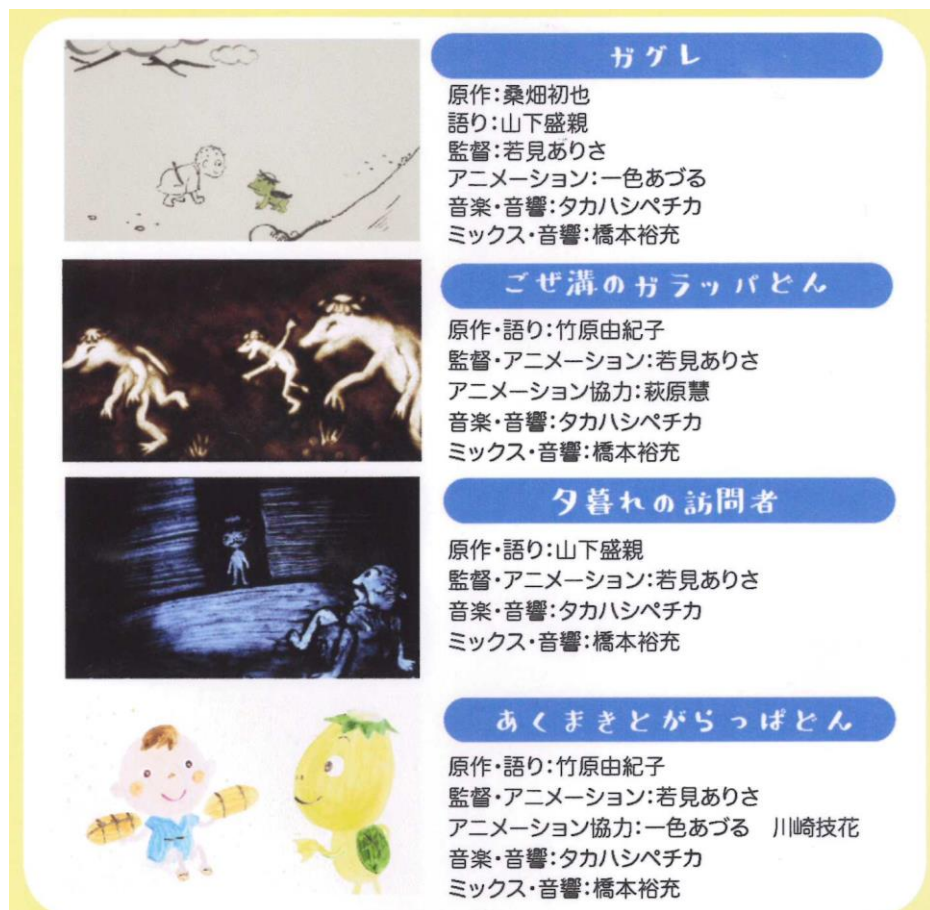 ガグレ
原作:桑畑初也
語り:山下盛親
監督:若見ありさ
アニメーション:一色あづる
音楽・音響:タカハシペチカ
ミックス・音響:橋本裕充
ごぜ溝のガラッパどん
原作・語り:竹原由紀子
監督・アニメーション:若見ありさ
アニメーション協力:萩原慧
音楽・音響:タカハシペチカ
ミックス・音響:橋本裕充
夕暮れの訪問者
原作・語り:山下盛親
監督・アニメーション:若見ありさ
音楽・音響:タカハシペチカ
ミックス・音響:橋本裕充
あくまきとがらっぱどん
原作・語り:竹原由紀子
監督・アニメーション:若見ありさ
アニメーション協力:一色あづる　川崎技花
音楽・音響:タカハシペチカ
ミックス・音響:橋本裕充